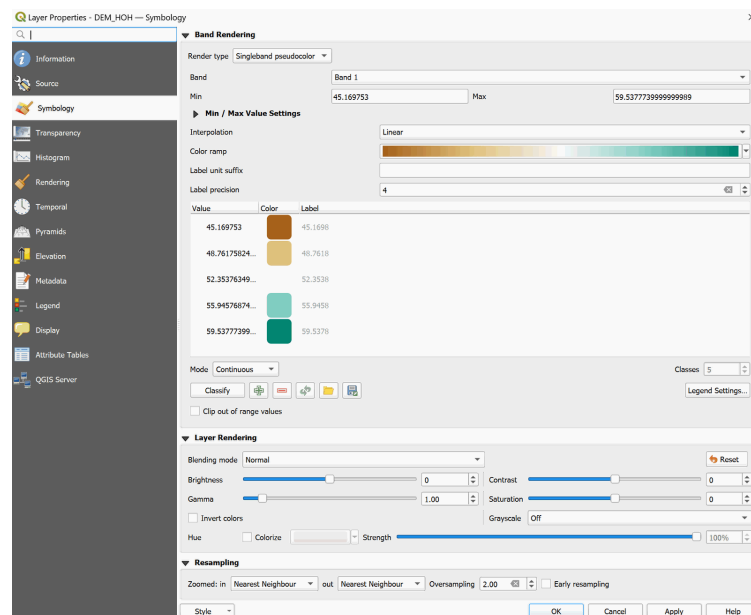 Layer Properties - DEM_HOH — Symbology
Information
Source
Symbology
Transparency
Histogram
Rendering
Temporal
Pyramids
Elevation
Metadata
Legend
Display
Attribute Tables
QGIS Server
Band Rendering
Render type Singleband pseudocolor
Band Band 1
Min 45.169753 Max 59.5377739999999989
Min / Max Value Settings
Interpolation Linear
Color ramp
Label unit suffix
Label precision 4
Value Color Label
45.169753 45.1698
48.76175824... 48.7618
52.35376349... 52.3538
55.94576874... 55.9458
59.53777399... 59.5378
Mode Continuous Classes 5
Classify Legend Settings...
Clip out of range values
Layer Rendering
Blending mode Normal Reset
Brightness 0 Contrast 0
Gamma 1.00 Saturation 0
Invert colors Grayscale Off
Hue Colorize Strength 100%
Resampling
Zoomed: in Nearest Neighbour out Nearest Neighbour Oversampling 2.00 Early resampling
Style OK Cancel Apply Help